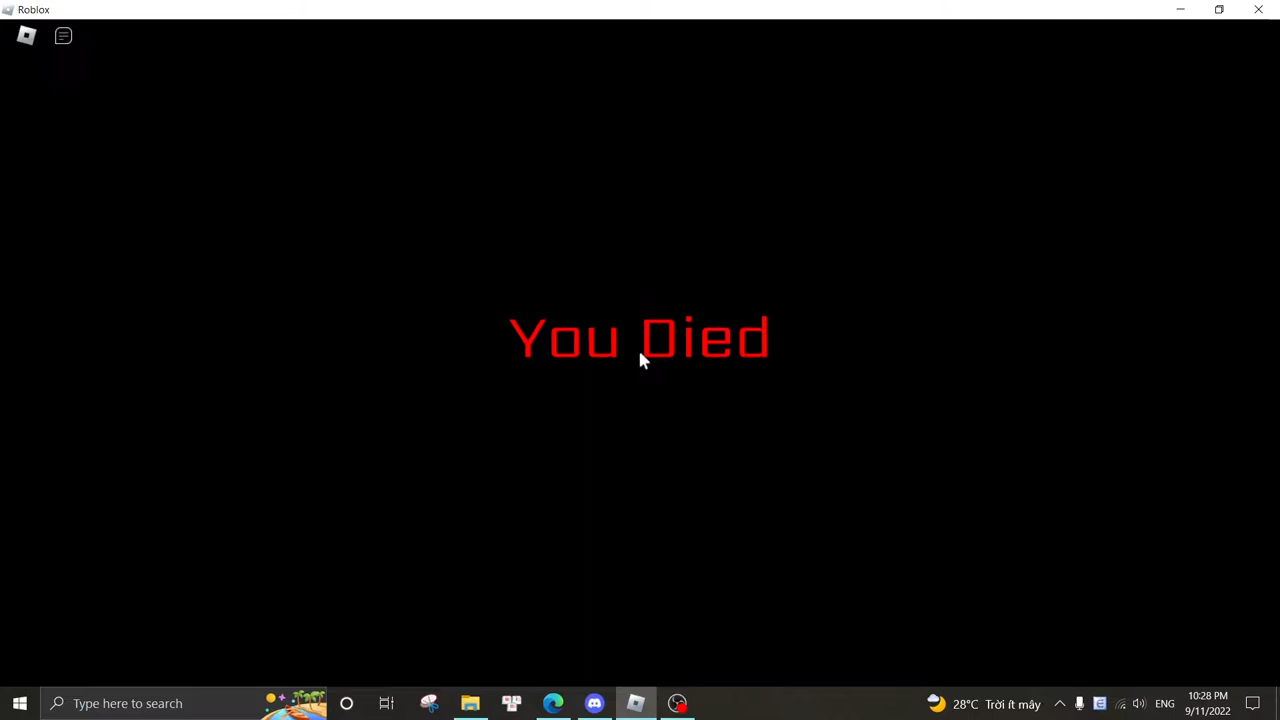 Roblox
You Died
Type here to search
28°C Trời ít mây
ENG
10:28 PM
9/11/2022